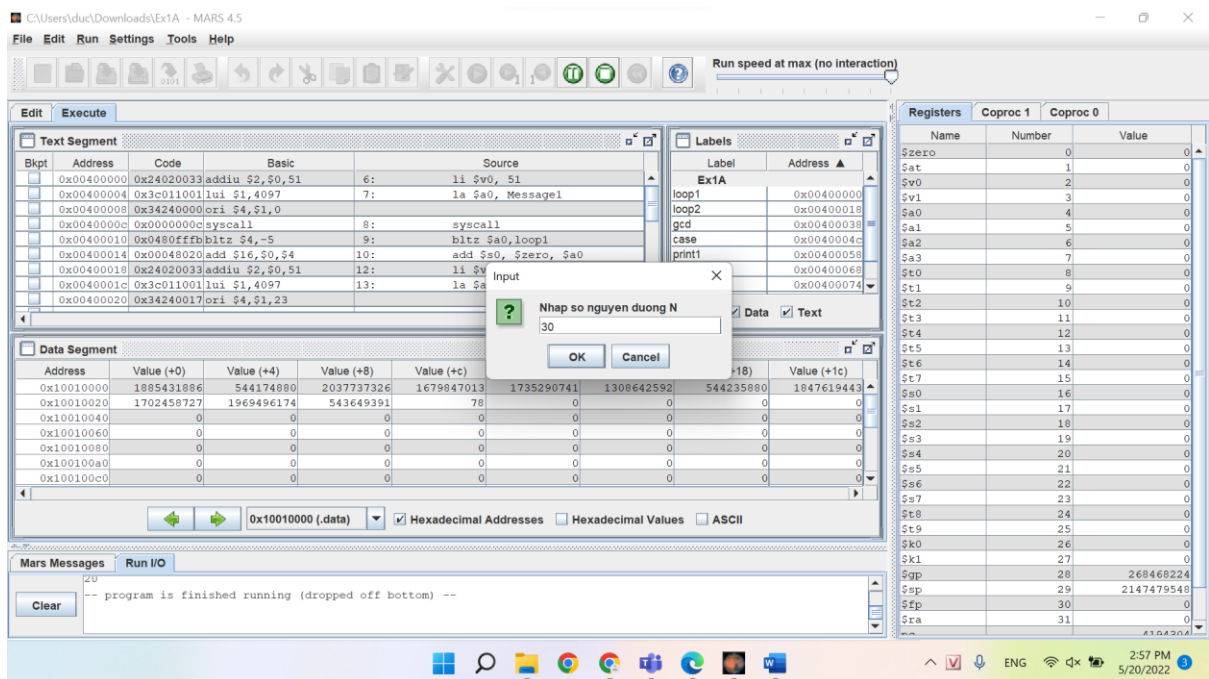 C:\Users\duc\Downloads\Ex1A - MARS 4.5
File Edit Run Settings Tools Help
Run speed at max (no interaction)
Edit Execute
Text Segment
Bkpt Address Code Basic Source
0x00400000 0x24020033 addiu $2,$0,51 6: li $v0, 51
0x00400004 0x3c011001 lui $1,4097 7: la $a0, Message1
0x00400008 0x34240000 ori $4,$1,0
0x0040000c 0x0000000c syscall 8: syscall
0x00400010 0x0480fffb bltz $4,-5 9: bltz $a0,loop1
0x00400014 0x00048020 add $16,$0,$4 10: add $s0, $zero, $a0
0x00400018 0x24020033 addiu $2,$0,51 12: li $v
0x0040001c 0x3c011001 lui $1,4097 13: la $a
0x00400020 0x34240017 ori $4,$1,23
Labels
Label Address ▲
Ex1A
loop1 0x00400000
loop2 0x00400018
gcd 0x00400038
case 0x0040004c
print1 0x00400058
0x00400068
0x00400074
Data Text
Input
Nhap so nguyen duong N
30
OK Cancel
Data Segment
Address Value (+0) Value (+4) Value (+8) Value (+c) +18) Value (+1c)
0x10010000 1885431886 544174880 2037737326 1679847013 1735290741 1308642592 544235880 1847619443
0x10010020 1702458727 1969496174 543649391 78 0 0 0 0
0x10010040 0 0 0 0 0 0 0 0
0x10010060 0 0 0 0 0 0 0 0
0x10010080 0 0 0 0 0 0 0 0
0x100100a0 0 0 0 0 0 0 0 0
0x100100c0 0 0 0 0 0 0 0 0
0x10010000 (.data) Hexadecimal Addresses Hexadecimal Values ASCII
Mars Messages Run I/O
20
-- program is finished running (dropped off bottom) --
Clear
Registers Coproc 1 Coproc 0
Name Number Value
$zero 0 0
$at 1 0
$v0 2 0
$v1 3 0
$a0 4 0
$a1 5 0
$a2 6 0
$a3 7 0
$t0 8 0
$t1 9 0
$t2 10 0
$t3 11 0
$t4 12 0
$t5 13 0
$t6 14 0
$t7 15 0
$s0 16 0
$s1 17 0
$s2 18 0
$s3 19 0
$s4 20 0
$s5 21 0
$s6 22 0
$s7 23 0
$t8 24 0
$t9 25 0
$k0 26 0
$k1 27 0
$gp 28 268468224
$sp 29 2147479548
$fp 30 0
$ra 31 0
pc 4194304
ENG 2:57 PM
5/20/2022 3